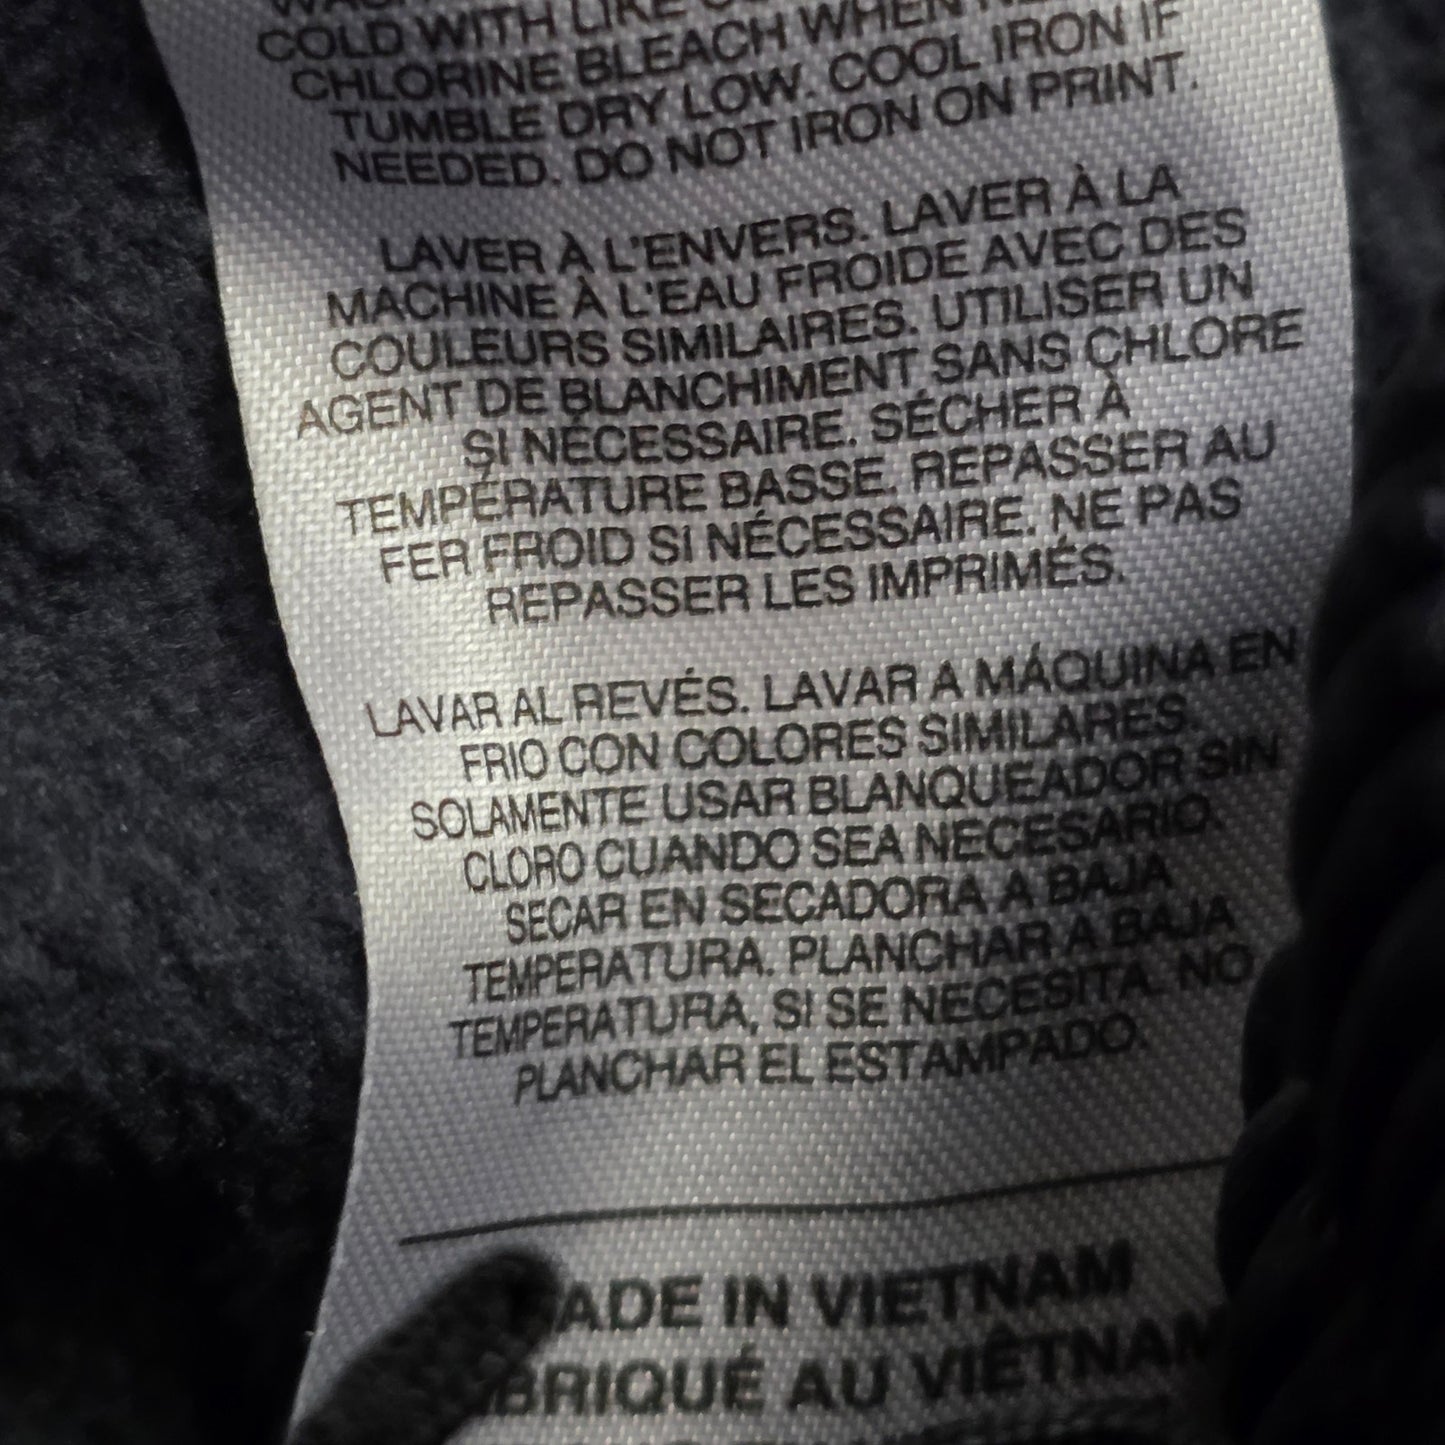 COLD WITH LIKE
CHLORINE BLEACH WHEN
TUMBLE DRY LOW. COOL IRON IF
NEEDED. DO NOT IRON ON PRINT.
LAVER À L'ENVERS. LAVER À LA
MACHINE À L'EAU FROIDE AVEC DES
COULEURS SIMILAIRES. UTILISER UN
AGENT DE BLANCHIMENT SANS CHLORE
SI NÉCESSAIRE. SÉCHER À
TEMPÉRATURE BASSE. REPASSER AU
FER FROID SI NÉCESSAIRE. NE PAS
REPASSER LES IMPRIMÉS.
LAVAR AL REVÉS. LAVAR A MÁQUINA EN
FRIO CON COLORES SIMILARES.
SOLAMENTE USAR BLANQUEADOR SIN
CLORO CUANDO SEA NECESARIO.
SECAR EN SECADORA A BAJA
TEMPERATURA. PLANCHAR A BAJA
TEMPERATURA, SI SE NECESITA. NO
PLANCHAR EL ESTAMPADO.
ADE IN VIETNAM
BRIQUÉ AU VIÊTNAM